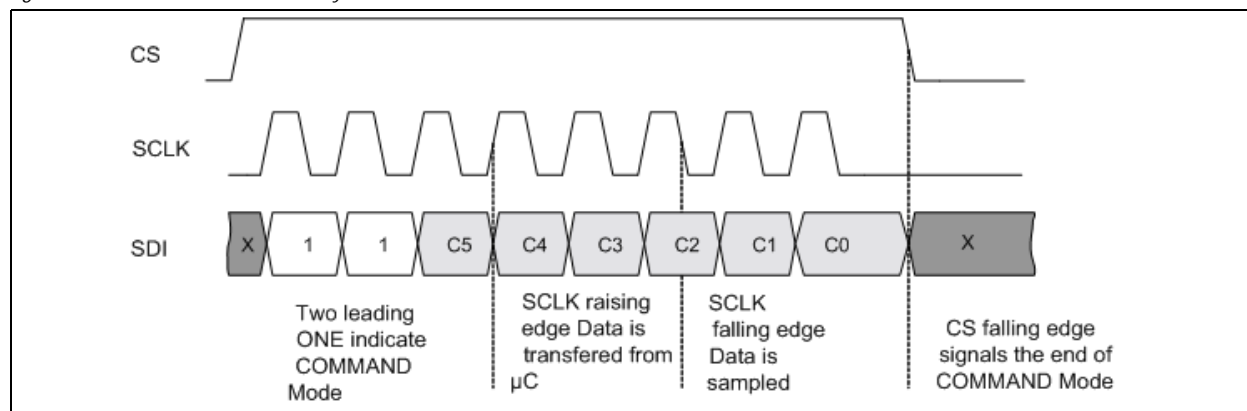 CS
SCLK
SDI
X 1 1 C5 C4 C3 C2 C1 C0 X
Two leading
ONE indicate
COMMAND
Mode
SCLK raising
edge Data is
transfered from
µC
SCLK
falling edge
Data is
sampled
CS falling edge
signals the end of
COMMAND Mode